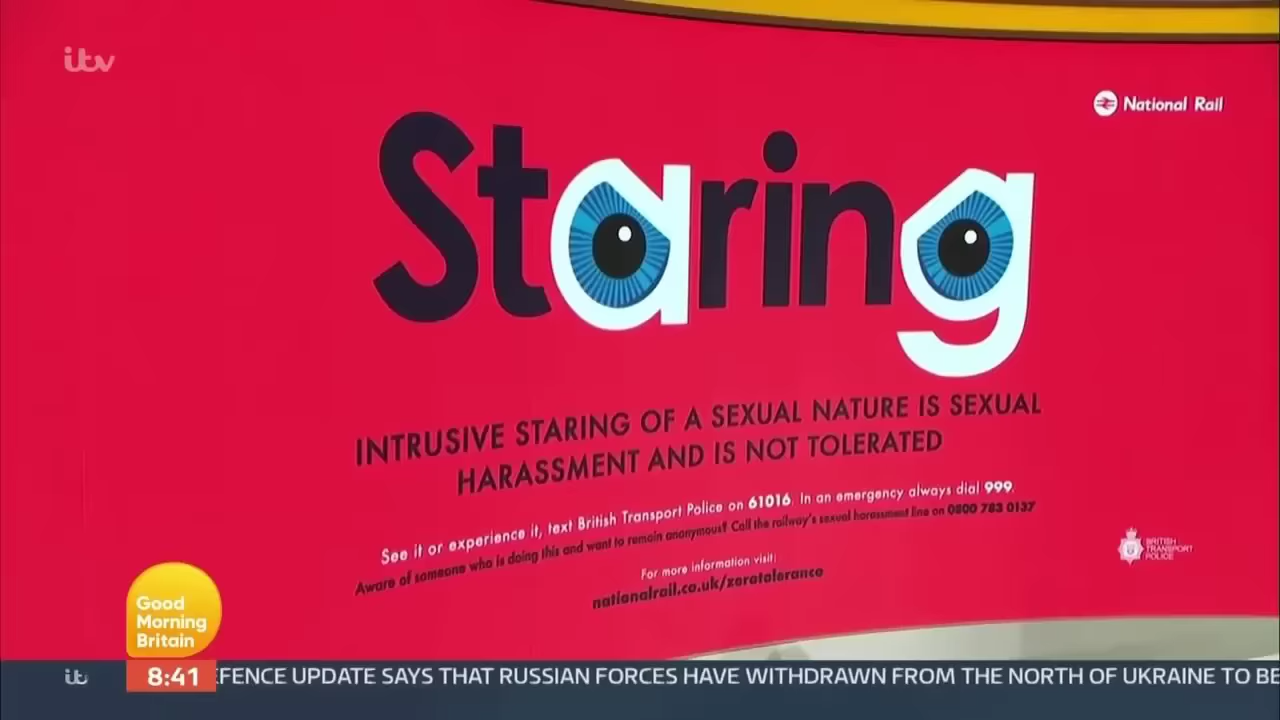 itv
National Rail
Staring
INTRUSIVE STARING OF A SEXUAL NATURE IS SEXUAL
HARASSMENT AND IS NOT TOLERATED
See it or experience it, text British Transport Police on 61016. In an emergency always dial 999.
Aware of someone who is doing this and want to remain anonymous? Call the railway's sexual harassment line on 0800 783 0137
For more information visit:
nationalrail.co.uk/zerotolerance
BRITISH
TRANSPORT
POLICE
Good
Morning
Britain
itv
8:41
EFENCE UPDATE SAYS THAT RUSSIAN FORCES HAVE WITHDRAWN FROM THE NORTH OF UKRAINE TO BE